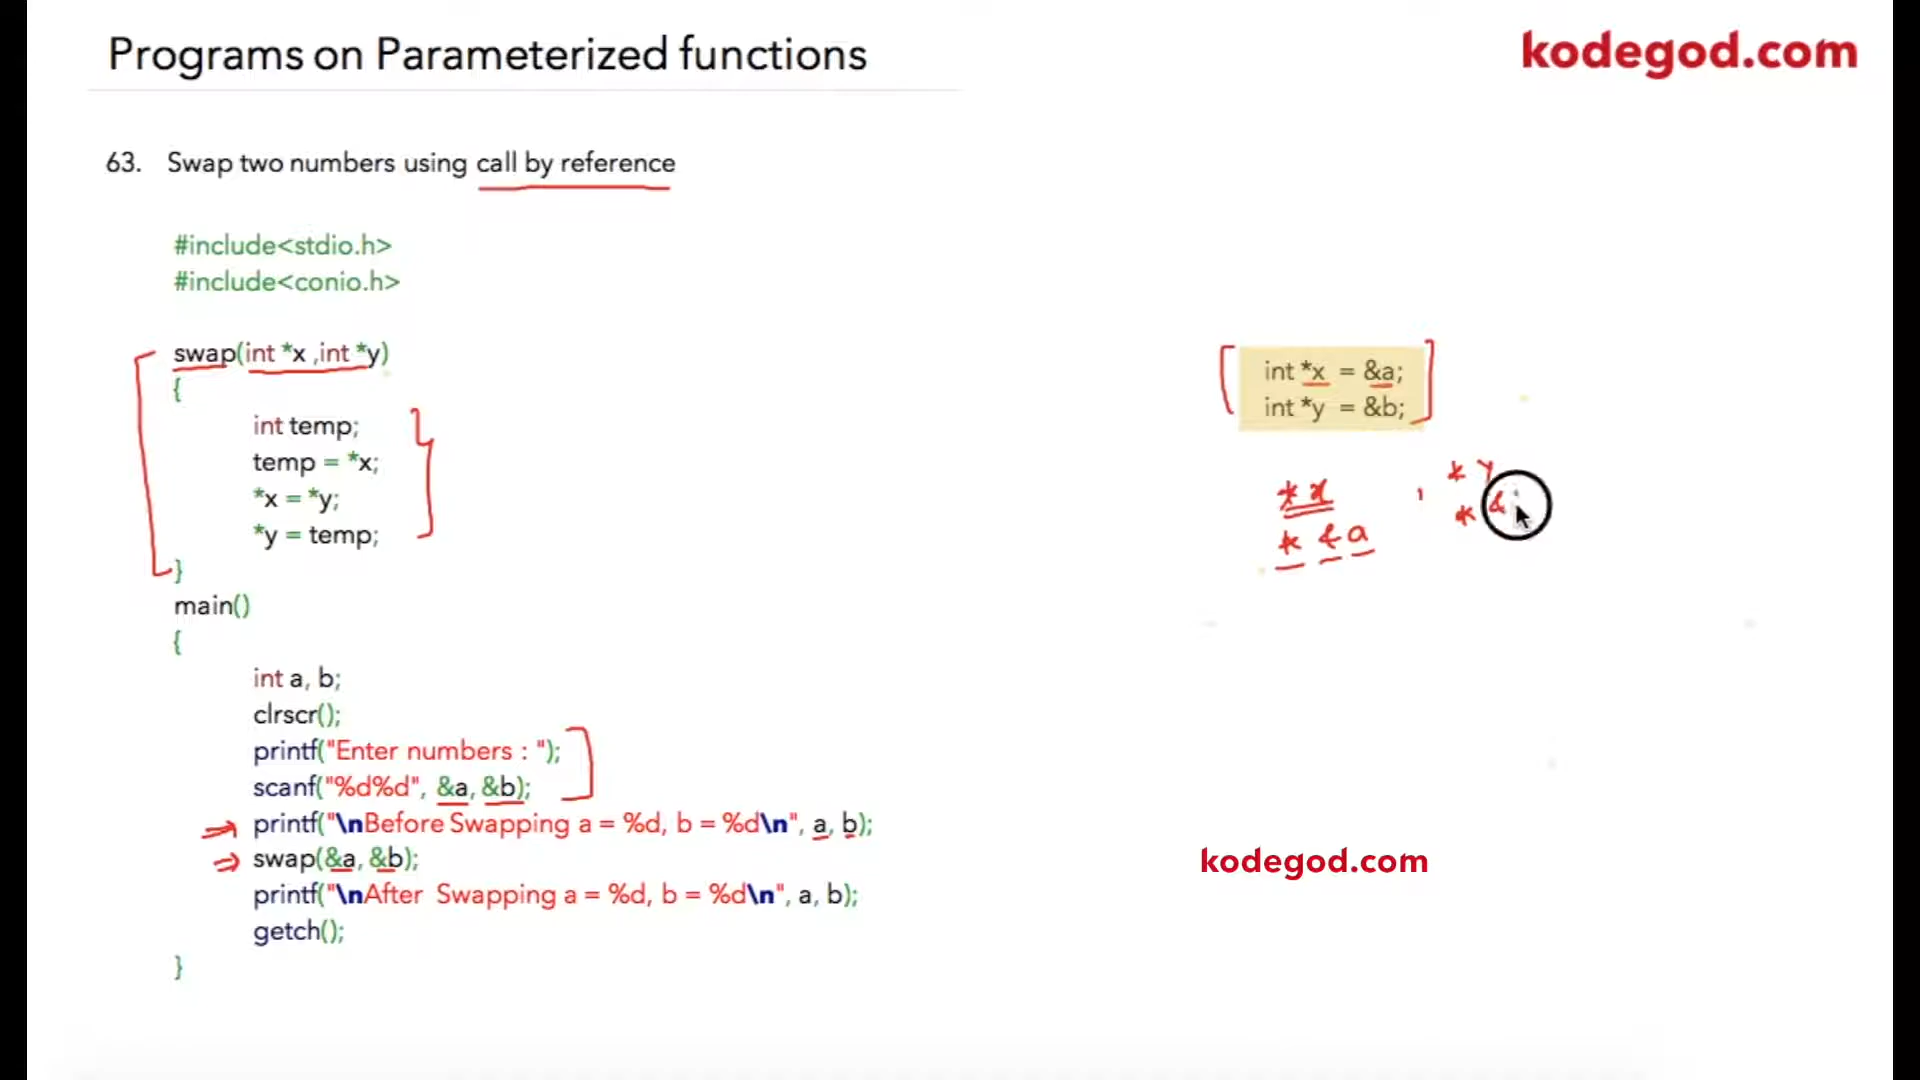 Programs on Parameterized functions
kodegod.com
63. Swap two numbers using call by reference
#include<stdio.h>
#include<conio.h>
swap(int *x ,int *y)
{
int temp;
temp = *x;
*x = *y;
*y = temp;
}
main()
{
int a, b;
clrscr();
printf("Enter numbers : ");
scanf("%d%d", &a, &b);
printf("\nBefore Swapping a = %d, b = %d\n", a, b);
swap(&a, &b);
printf("\nAfter  Swapping a = %d, b = %d\n", a, b);
getch();
}
int *x = &a;
int *y = &b;
*x , *y
*&a *&
kodegod.com